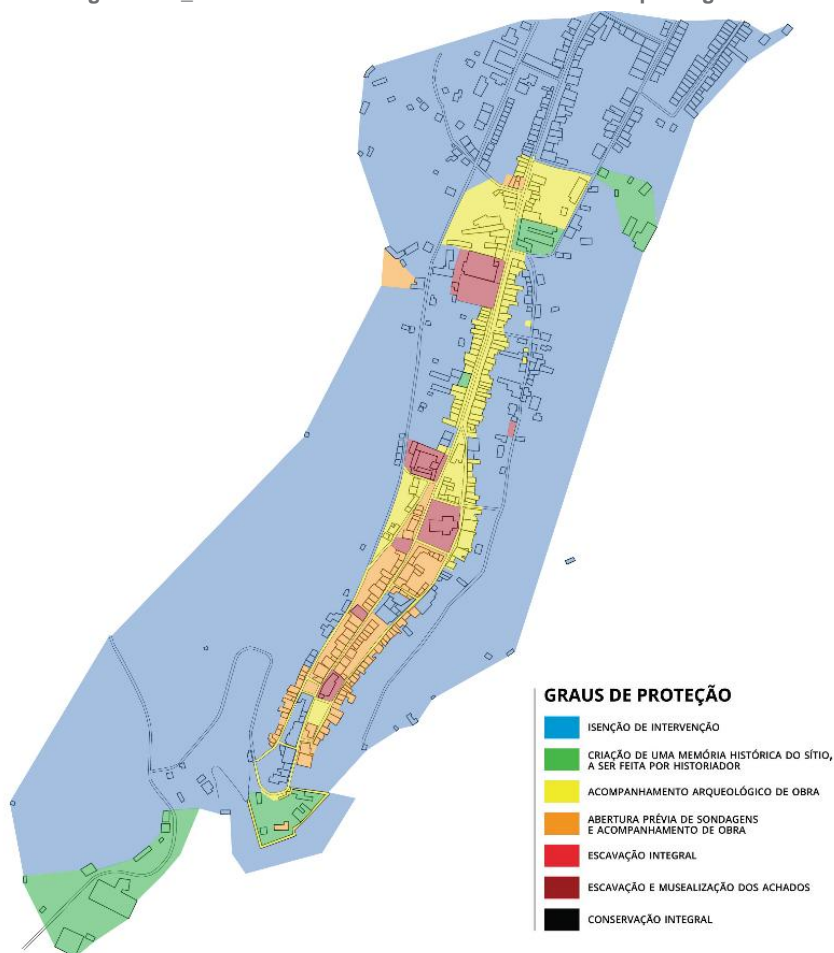 GRAUS DE PROTEÇÃO
ISENÇÃO DE INTERVENÇÃO
CRIAÇÃO DE UMA MEMÓRIA HISTÓRICA DO SÍTIO,
A SER FEITA POR HISTORIADOR
ACOMPANHAMENTO ARQUEOLÓGICO DE OBRA
ABERTURA PRÉVIA DE SONDAGENS
E ACOMPANHAMENTO DE OBRA
ESCAVAÇÃO INTEGRAL
ESCAVAÇÃO E MUSEALIZAÇÃO DOS ACHADOS
CONSERVAÇÃO INTEGRAL